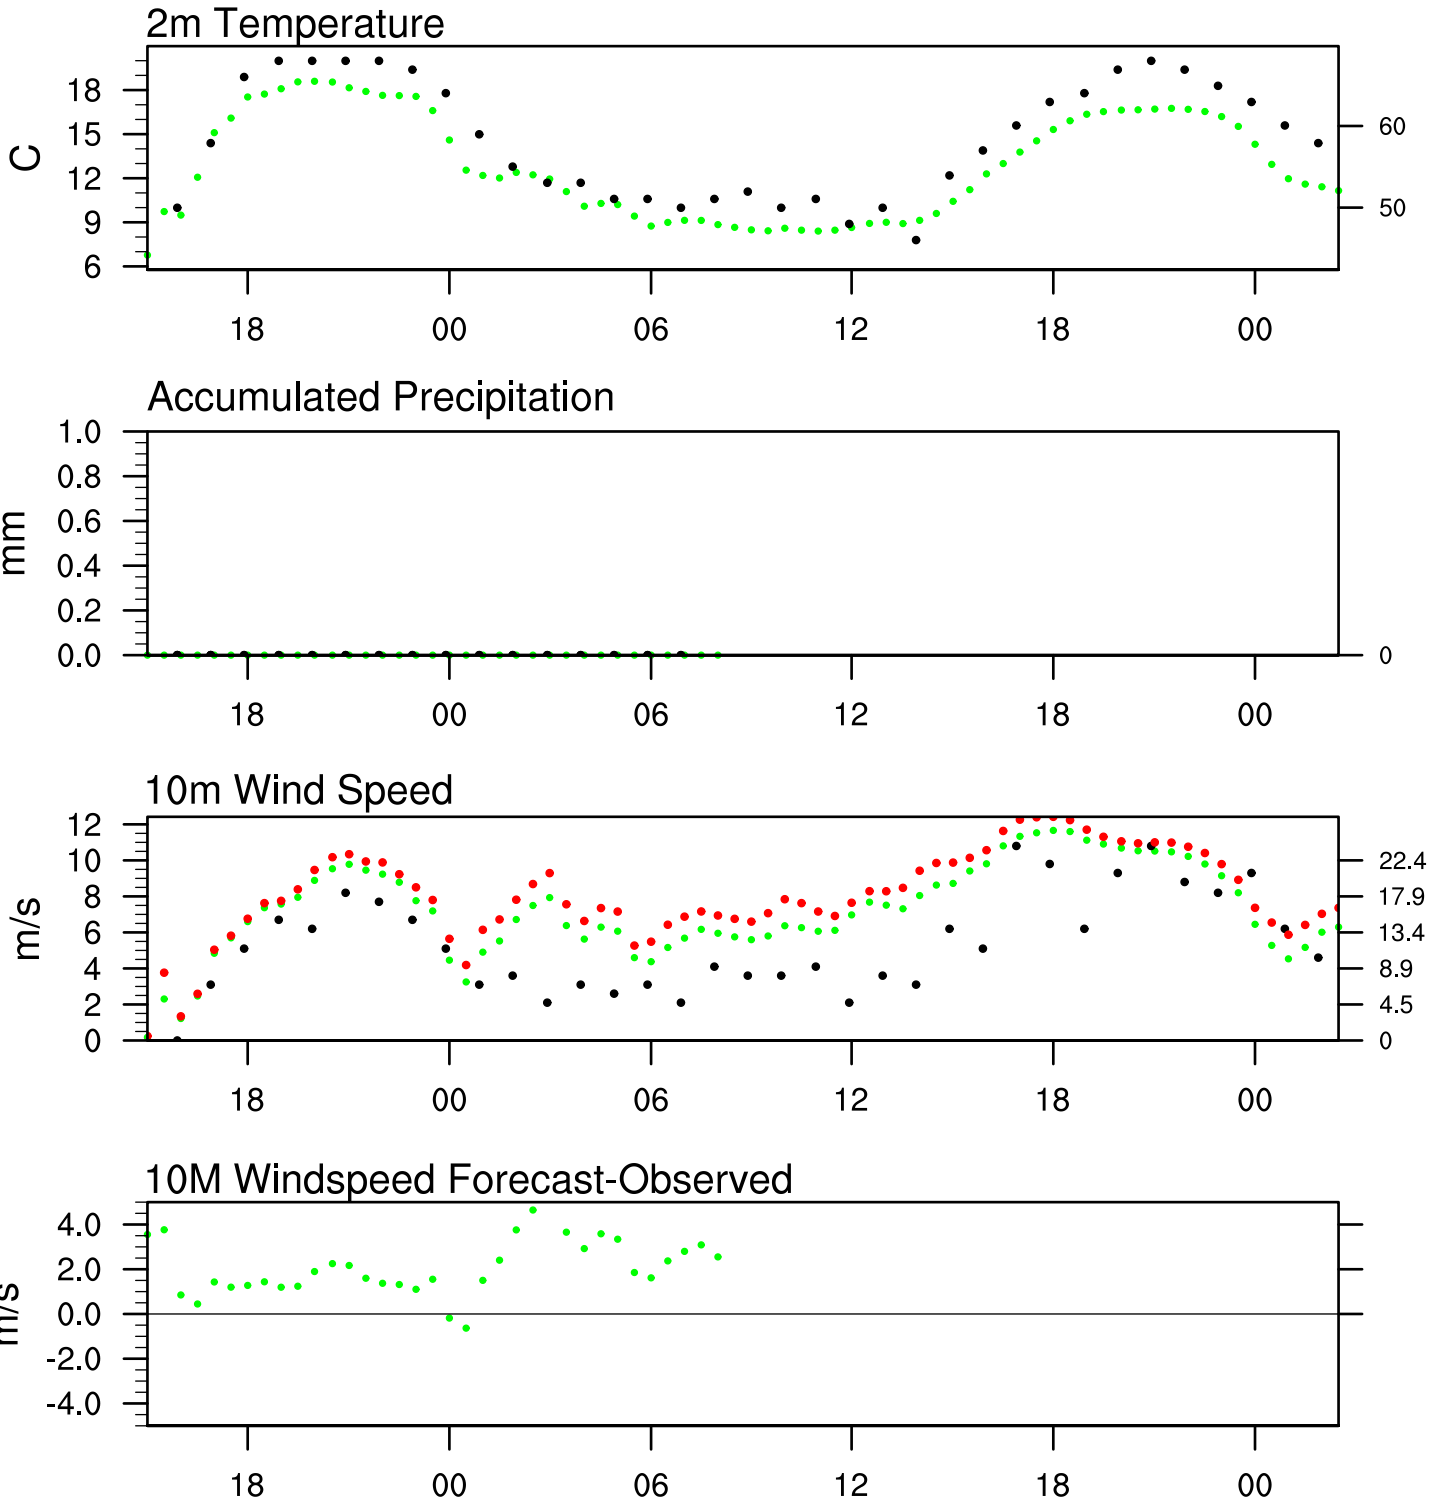 2m Temperature
18
15
12
9
6
C
60
50
18 00 06 12 18 00
Accumulated Precipitation
1.0
0.8
0.6
0.4
0.2
0.0
mm
0
18 00 06 12 18 00
10m Wind Speed
12
10
8
6
4
2
0
m/s
22.4
17.9
13.4
8.9
4.5
0
18 00 06 12 18 00
10M Windspeed Forecast-Observed
4.0
2.0
0.0
-2.0
-4.0
m/s
18 00 06 12 18 00